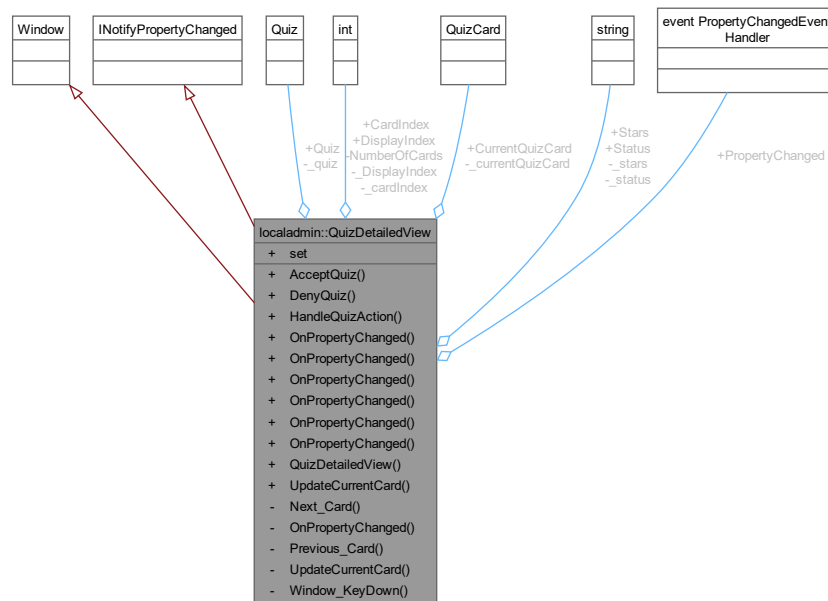 Window
INotifyPropertyChanged
Quiz
int
QuizCard
string
event PropertyChangedEvent
Handler
+Quiz
-_quiz
+CardIndex
+DisplayIndex
-NumberOfCards
-_DisplayIndex
-_cardIndex
+CurrentQuizCard
-_currentQuizCard
+Stars
+Status
-_stars
-_status
+PropertyChanged
localadmin::QuizDetailedView
+ set
+ AcceptQuiz()
+ DenyQuiz()
+ HandleQuizAction()
+ OnPropertyChanged()
+ OnPropertyChanged()
+ OnPropertyChanged()
+ OnPropertyChanged()
+ OnPropertyChanged()
+ OnPropertyChanged()
+ QuizDetailedView()
+ UpdateCurrentCard()
- Next_Card()
- OnPropertyChanged()
- Previous_Card()
- UpdateCurrentCard()
- Window_KeyDown()